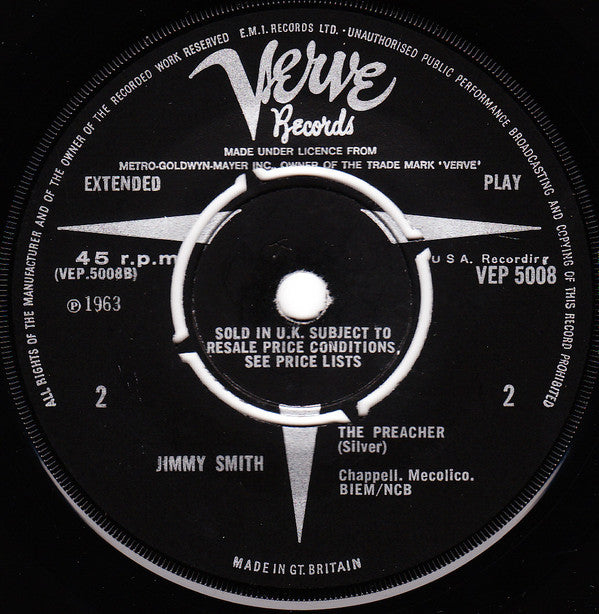 ALL RIGHTS OF THE MANUFACTURER AND OF THE OWNER OF THE RECORDED WORK RESERVED E.M.I. RECORDS LTD. · UNAUTHORISED PUBLIC PERFORMANCE BROADCASTING AND COPYING OF THIS RECORD PROHIBITED
Verve
Records
MADE UNDER LICENCE FROM
METRO-GOLDWYN-MAYER INC., OWNER OF THE TRADE MARK 'VERVE'
EXTENDED PLAY
45 r.p.m U S A. Recording
(VEP.5008B) VEP 5008
℗ 1963
SOLD IN U.K. SUBJECT TO
RESALE PRICE CONDITIONS,
SEE PRICE LISTS
2 2
THE PREACHER
(Silver)
JIMMY SMITH
Chappell. Mecolico.
BIEM/NCB
MADE IN GT. BRITAIN